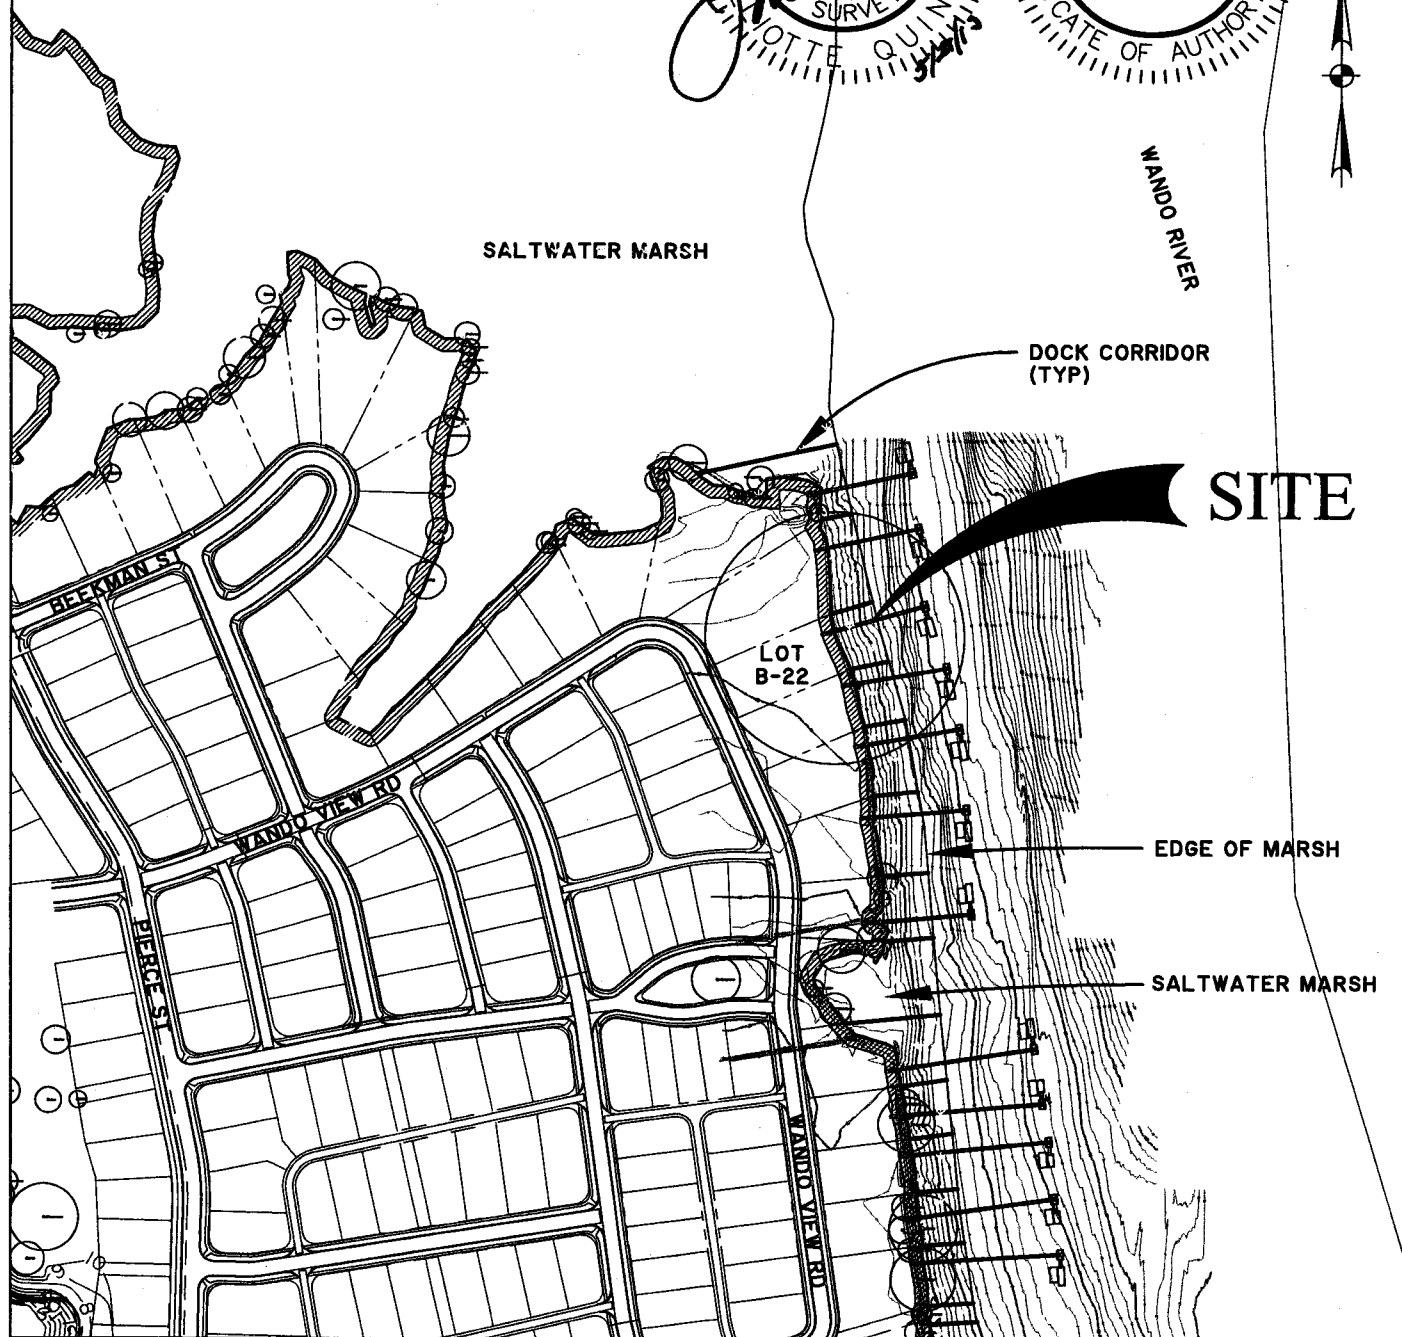 SURVE
LOTTE QUIN
CATE OF AUTHOR
WANDO RIVER
SALTWATER MARSH
DOCK CORRIDOR
(TYP)
SITE
BEEKMAN ST
LOT
B-22
WANDO VIEW RD
EDGE OF MARSH
PIERCE ST
SALTWATER MARSH
WANDO VIEW RD